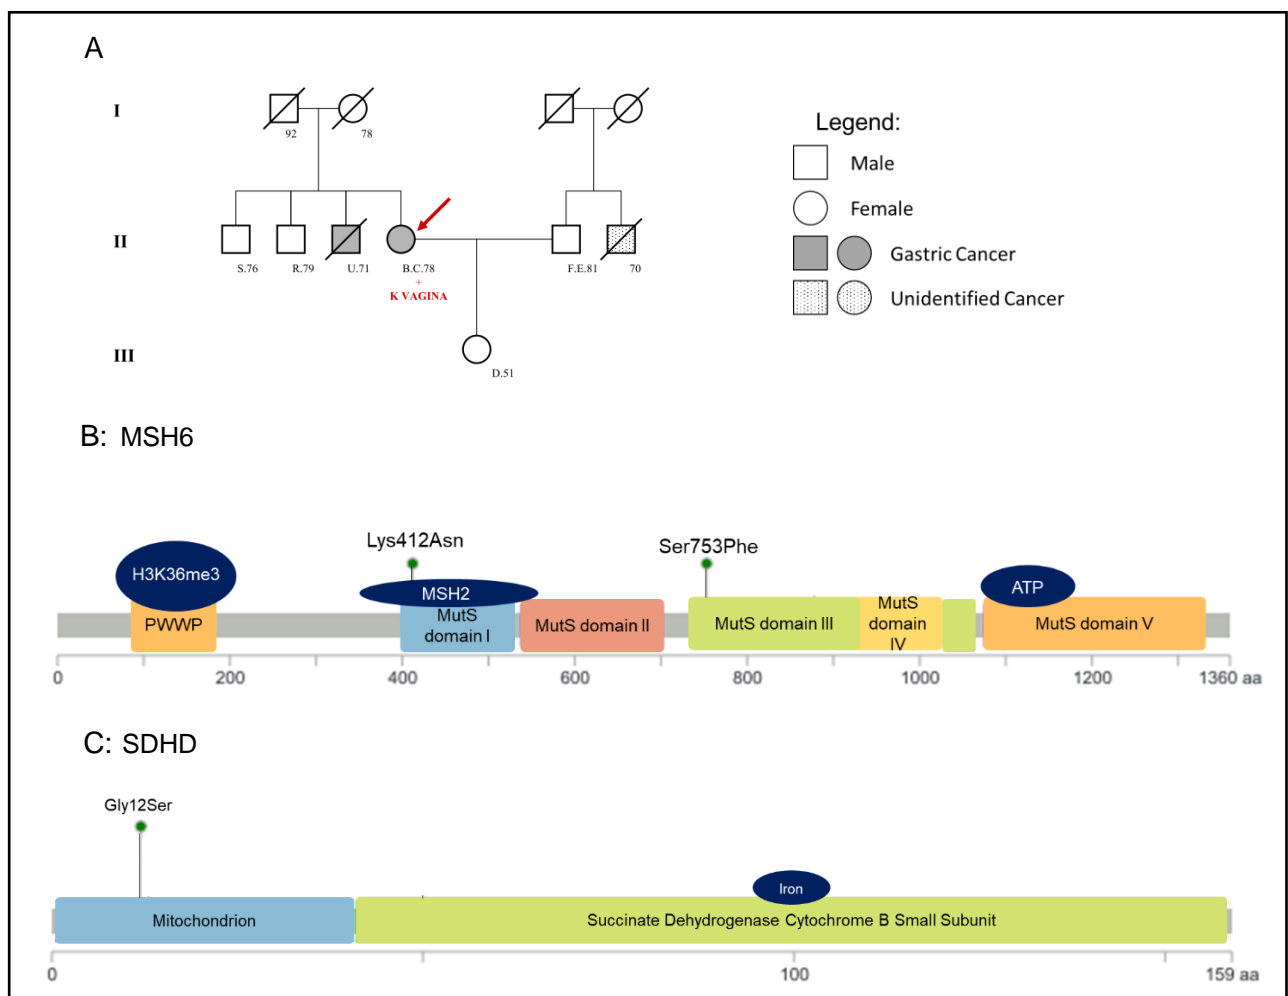 A
I
92
78
Legend:
Male
Female
Gastric Cancer
Unidentified Cancer
II
S.76
R.79
U.71
B.C.78
+
K VAGINA
F.E.81
70
III
D.51
B: MSH6
H3K36me3
Lys412Asn
Ser753Phe
MSH2
ATP
PWWP
MutS
domain I
MutS domain II
MutS domain III
MutS
domain
IV
MutS domain V
0
200
400
600
800
1000
1200
1360 aa
C: SDHD
Gly12Ser
Iron
Mitochondrion
Succinate Dehydrogenase Cytochrome B Small Subunit
0
100
159 aa